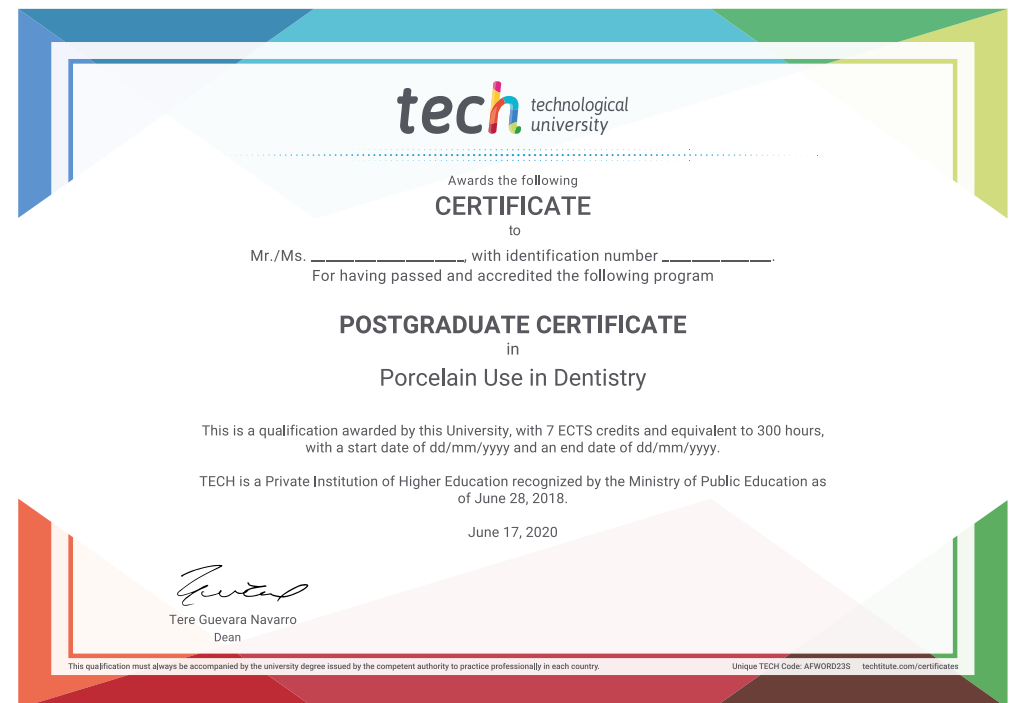 tech technological
university
Awards the following
CERTIFICATE
to
Mr./Ms. ________________, with identification number ____________.
For having passed and accredited the following program
POSTGRADUATE CERTIFICATE
in
Porcelain Use in Dentistry
This is a qualification awarded by this University, with 7 ECTS credits and equivalent to 300 hours,
with a start date of dd/mm/yyyy and an end date of dd/mm/yyyy.
TECH is a Private Institution of Higher Education recognized by the Ministry of Public Education as
of June 28, 2018.
June 17, 2020
Tere Guevara Navarro
Dean
This qualification must always be accompanied by the university degree issued by the competent authority to practice professionally in each country.
Unique TECH Code: AFWORD23S techtitute.com/certificates